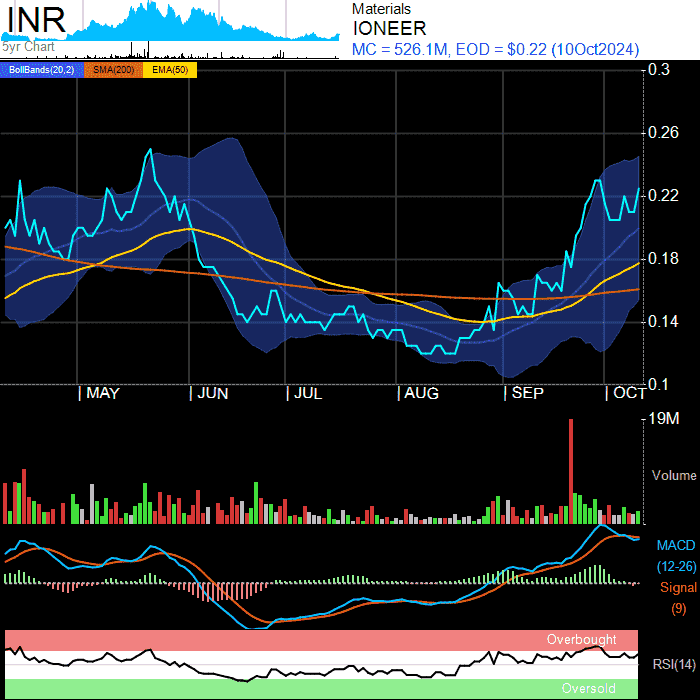 INR
5yr Chart
Materials
IONEER
MC = 526.1M, EOD = $0.22 (10Oct2024)
BollBands(20,2) SMA(200) EMA(50)
0.3
0.26
0.22
0.18
0.14
0.1
| MAY | JUN | JUL | AUG | SEP | OCT
19M
Volume
MACD
(12-26)
Signal
(9)
Overbought
RSI(14)
Oversold